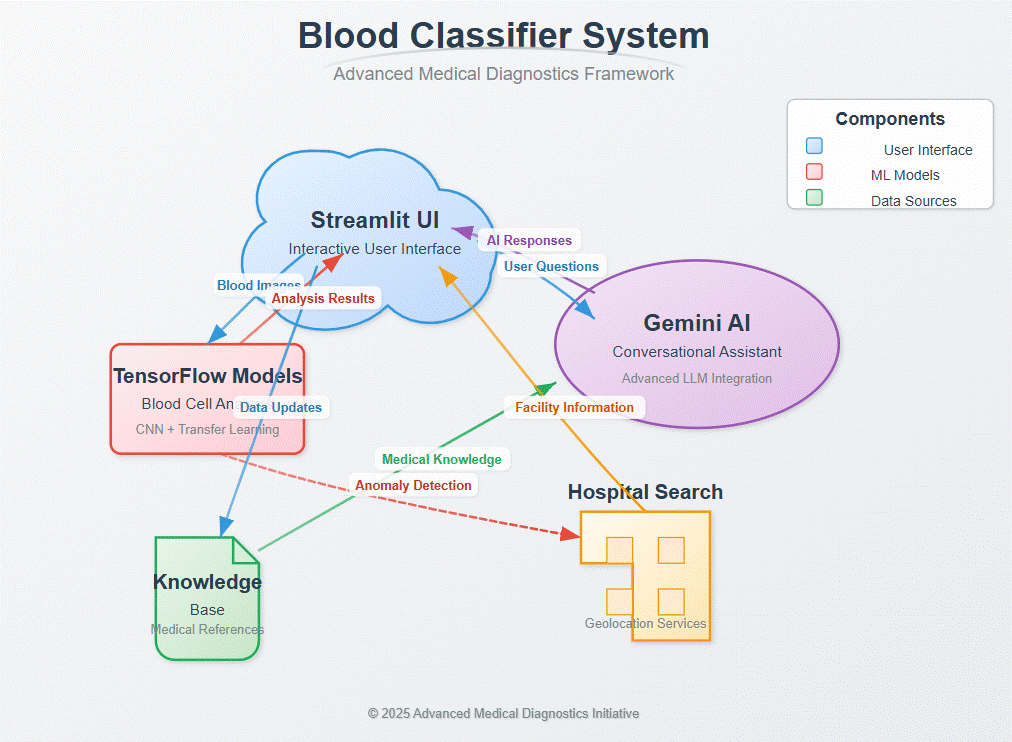 Blood Classifier System
Advanced Medical Diagnostics Framework
Components
User Interface
ML Models
Data Sources
Streamlit UI
Interactive User Interface
AI Responses
User Questions
Blood Images
Analysis Results
Gemini AI
Conversational Assistant
Advanced LLM Integration
TensorFlow Models
Blood Cell An
Data Updates
CNN + Transfer Learning
Facility Information
Medical Knowledge
Anomaly Detection
Hospital Search
Geolocation Services
Knowledge
Base
Medical References
© 2025 Advanced Medical Diagnostics Initiative